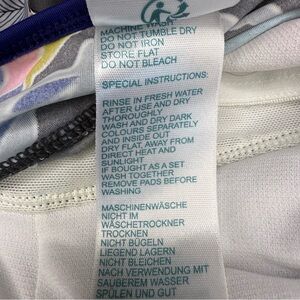 MACHINE WASH
DO NOT TUMBLE DRY
DO NOT IRON
STORE FLAT
DO NOT BLEACH
SPECIAL INSTRUCTIONS:
RINSE IN FRESH WATER
AFTER USE AND DRY
THOROUGHLY
WASH AND DRY DARK
COLOURS SEPARATELY
AND INSIDE OUT
DRY FLAT, AWAY FROM
DIRECT HEAT AND
SUNLIGHT
IF BOUGHT AS A SET
WASH TOGETHER
REMOVE PADS BEFORE
WASHING
MASCHINENWÄSCHE
NICHT IM
WÄSCHETROCKNER
TROCKNEN
NICHT BÜGELN
LIEGEND LAGERN
NICHT BLEICHEN
NACH VERWENDUNG MIT
SAUBEREM WASSER
SPÜLEN UND GUT